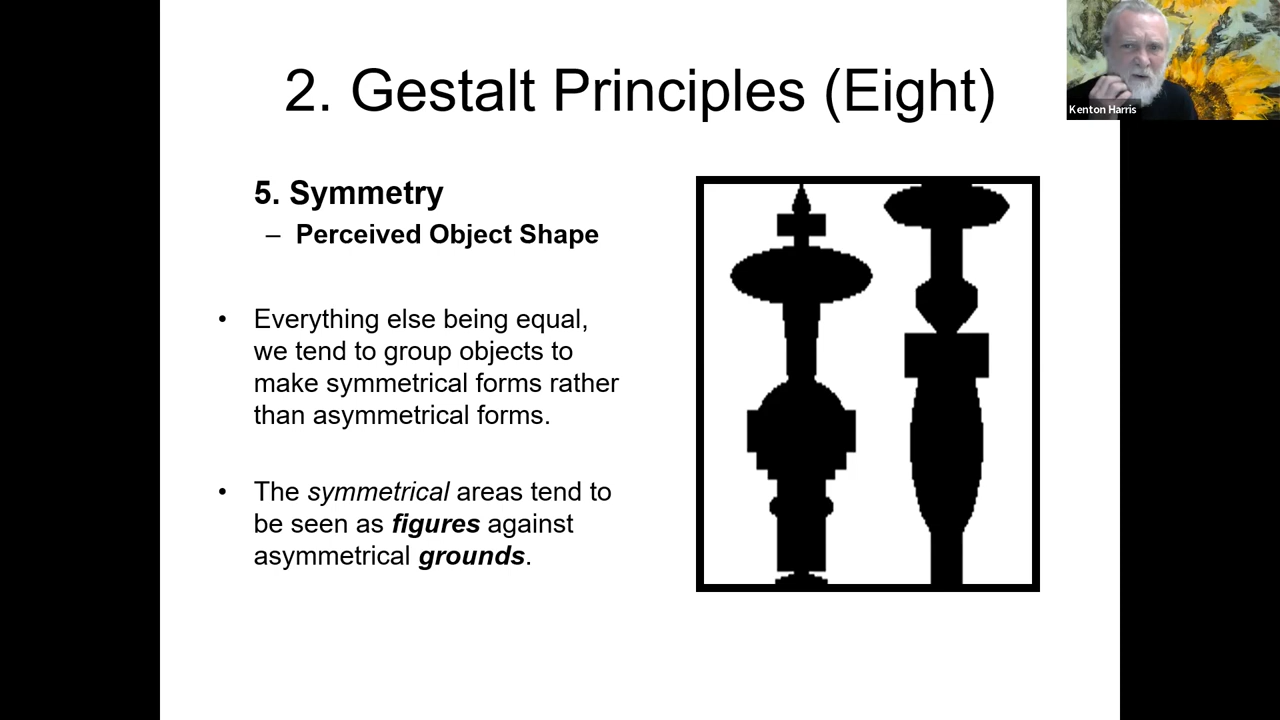 2. Gestalt Principles (Eight)
Kenton Harris
5. Symmetry
– Perceived Object Shape
• Everything else being equal,
we tend to group objects to
make symmetrical forms rather
than asymmetrical forms.
• The symmetrical areas tend to
be seen as figures against
asymmetrical grounds.